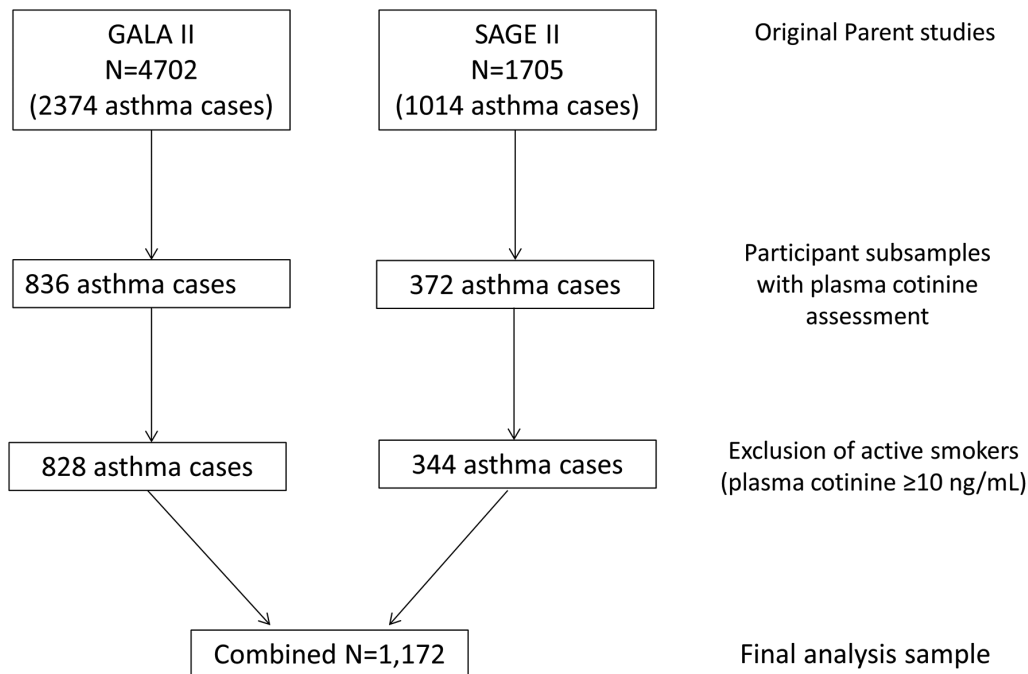 GALA II
N=4702
(2374 asthma cases)
SAGE II
N=1705
(1014 asthma cases)
Original Parent studies
836 asthma cases
372 asthma cases
Participant subsamples
with plasma cotinine
assessment
828 asthma cases
344 asthma cases
Exclusion of active smokers
(plasma cotinine ≥10 ng/mL)
Combined N=1,172
Final analysis sample